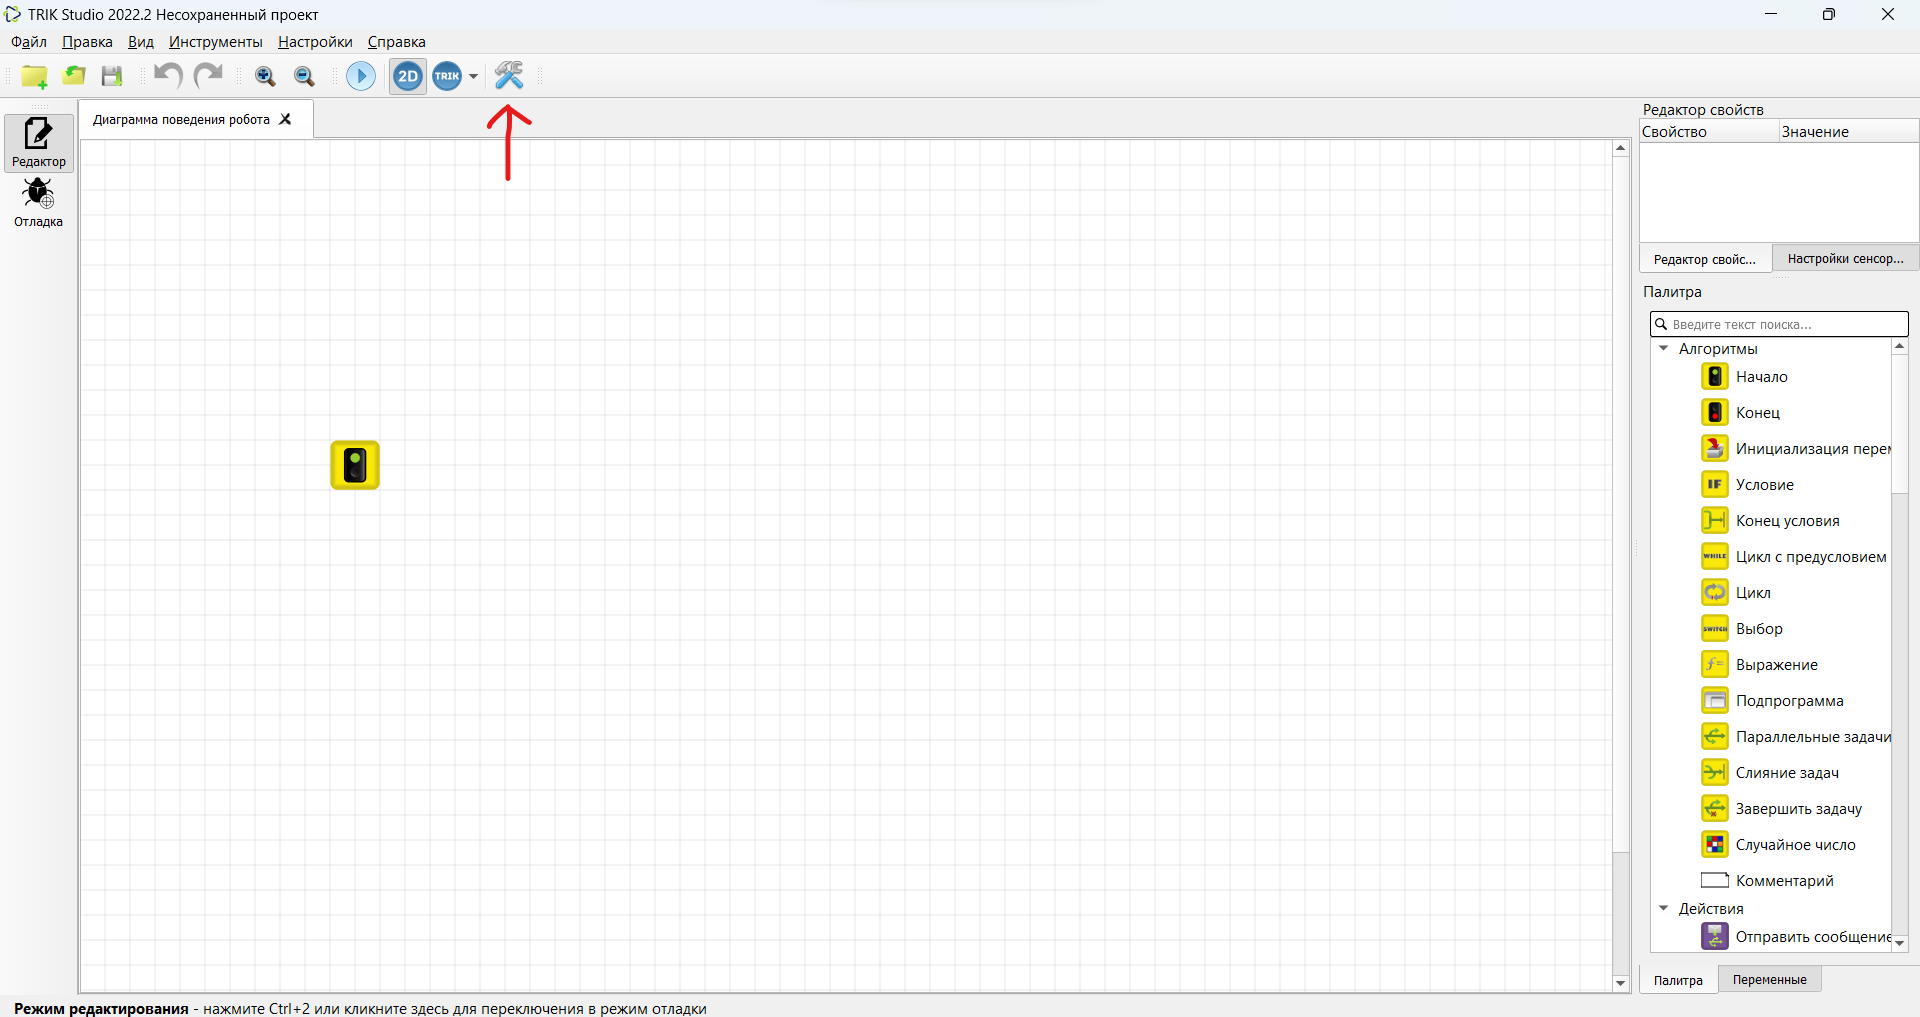 TRIK Studio 2022.2 Несохраненный проект
Файл Правка Вид Инструменты Настройки Справка
2D TRIK
Редактор
Отладка
Диаграмма поведения робота
Редактор свойств
Свойство Значение
Редактор свойс... Настройки сенсор...
Палитра
Введите текст поиска...
Алгоритмы
Начало
Конец
Инициализация перем
IF Условие
Конец условия
WHILE Цикл с предусловием
Цикл
SWITCH Выбор
f= Выражение
Подпрограмма
Параллельные задачи
Слияние задач
Завершить задачу
Случайное число
Комментарий
Действия
Отправить сообщение
Палитра Переменные
Режим редактирования - нажмите Ctrl+2 или кликните здесь для переключения в режим отладки